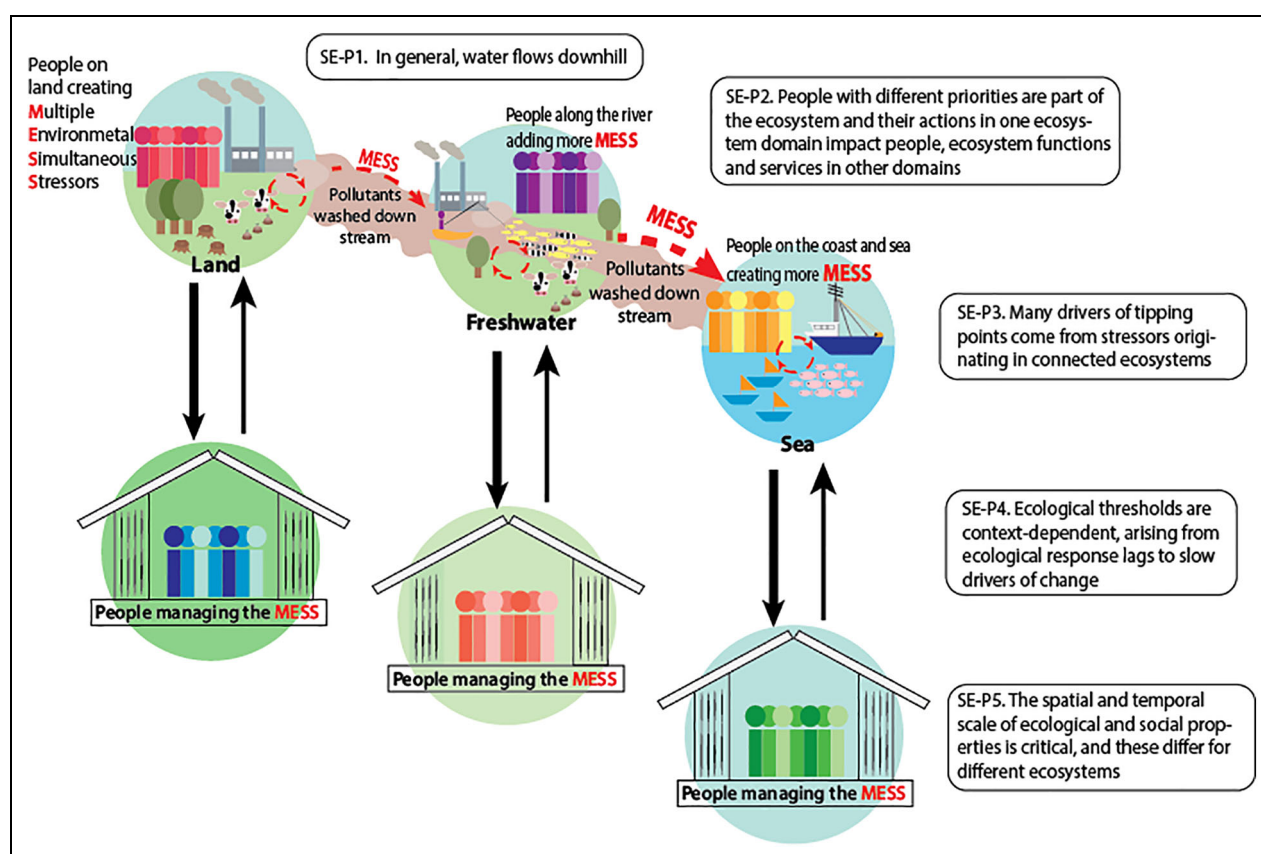 People on
land creating
Multiple
Environmetal
Simultaneous
Stressors
SE-P1. In general, water flows downhill
SE-P2. People with different priorities are part of
the ecosystem and their actions in one ecosys-
tem domain impact people, ecosystem functions
and services in other domains
People along the river
adding more MESS
MESS
Pollutants
washed down
stream
Land
MESS
People on the coast and sea
creating more MESS
Pollutants
washed down
stream
Freshwater
SE-P3. Many drivers of tipping
points come from stressors origi-
nating in connected ecosystems
Sea
SE-P4. Ecological thresholds are
context-dependent, arising from
ecological response lags to slow
drivers of change
People managing the MESS
People managing the MESS
SE-P5. The spatial and temporal
scale of ecological and social prop-
erties is critical, and these differ for
different ecosystems
People managing the MESS